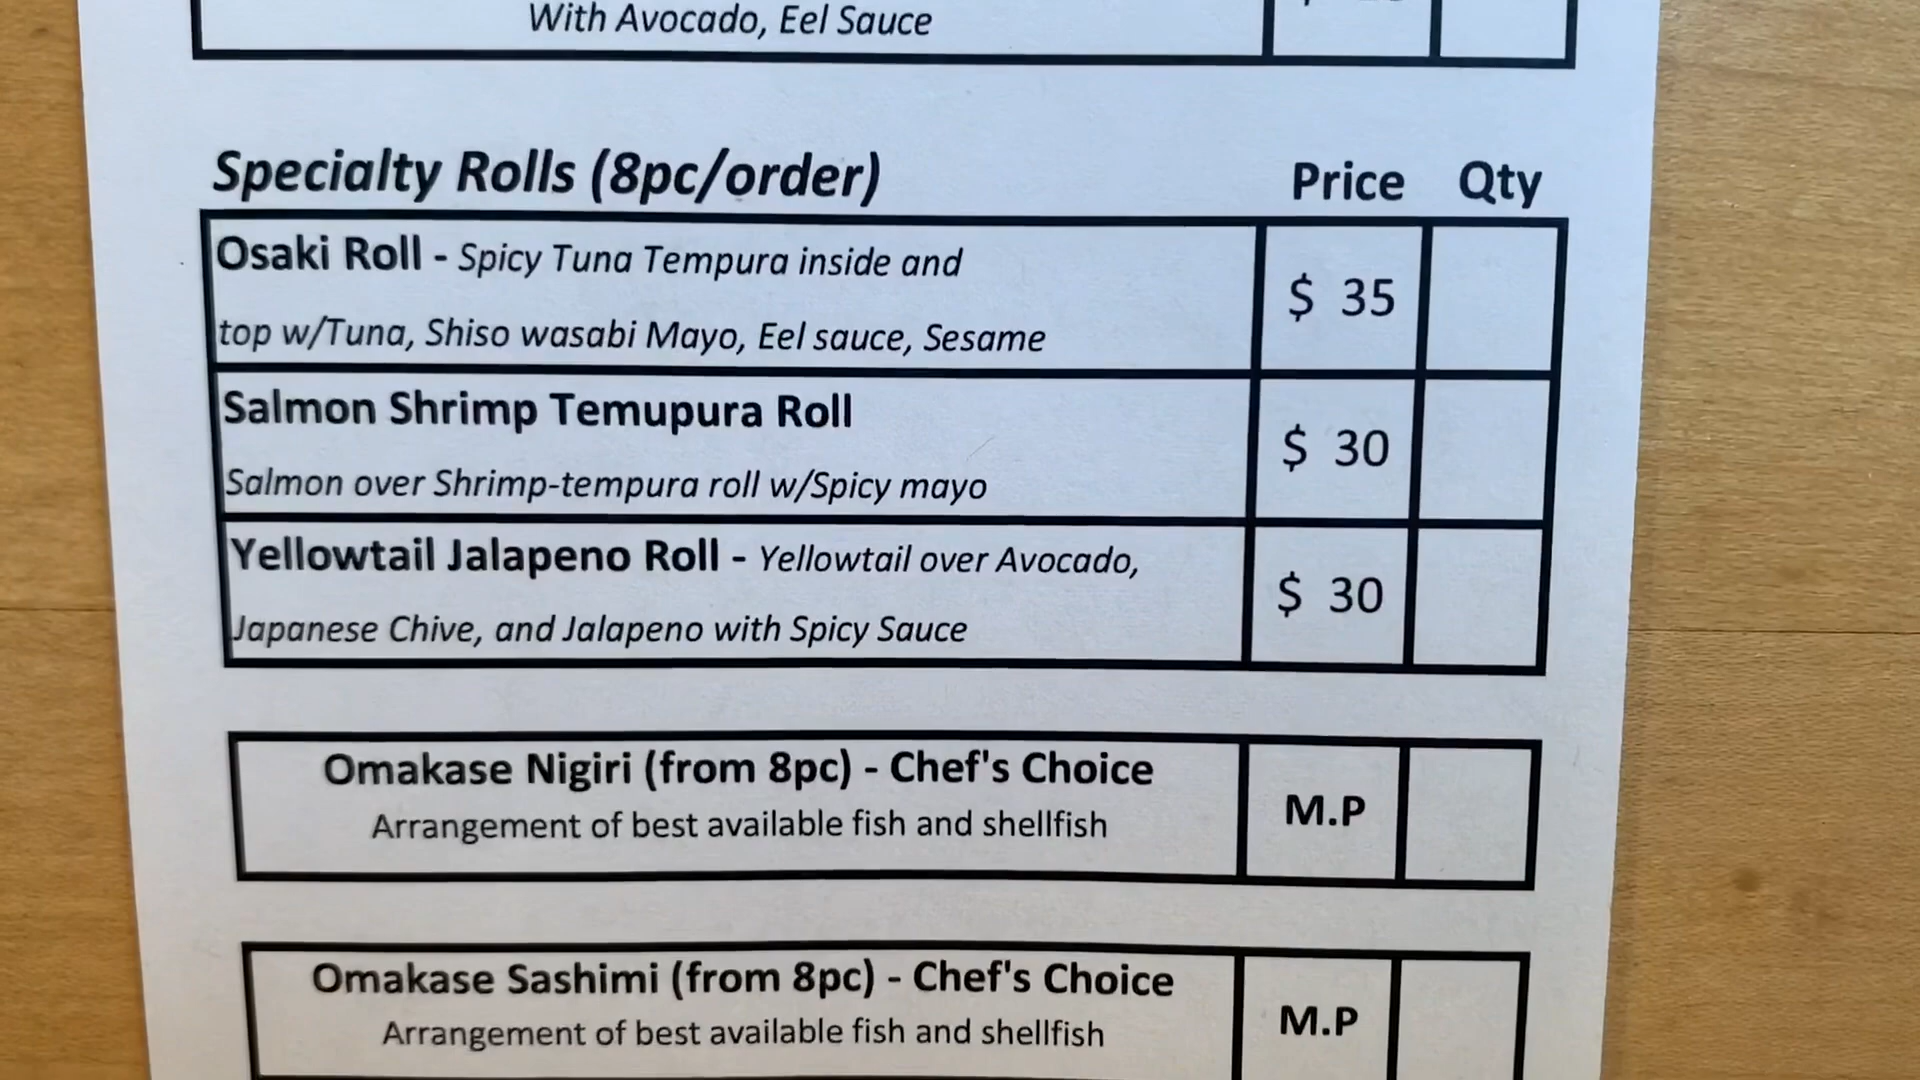 With Avocado, Eel Sauce
Specialty Rolls (8pc/order) Price Qty
Osaki Roll - Spicy Tuna Tempura inside and
top w/Tuna, Shiso wasabi Mayo, Eel sauce, Sesame
$ 35
Salmon Shrimp Temupura Roll
Salmon over Shrimp-tempura roll w/Spicy mayo
$ 30
Yellowtail Jalapeno Roll - Yellowtail over Avocado,
Japanese Chive, and Jalapeno with Spicy Sauce
$ 30
Omakase Nigiri (from 8pc) - Chef's Choice
Arrangement of best available fish and shellfish
M.P
Omakase Sashimi (from 8pc) - Chef's Choice
Arrangement of best available fish and shellfish
M.P